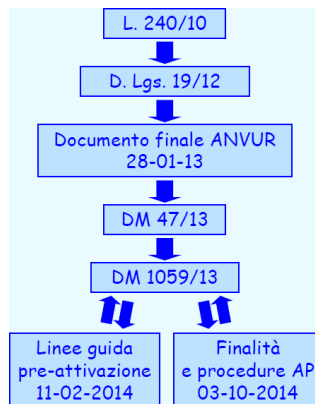 L. 240/10
D. Lgs. 19/12
Documento finale ANVUR
28-01-13
DM 47/13
DM 1059/13
Linee guida
pre-attivazione
11-02-2014
Finalità
e procedure AP
03-10-2014